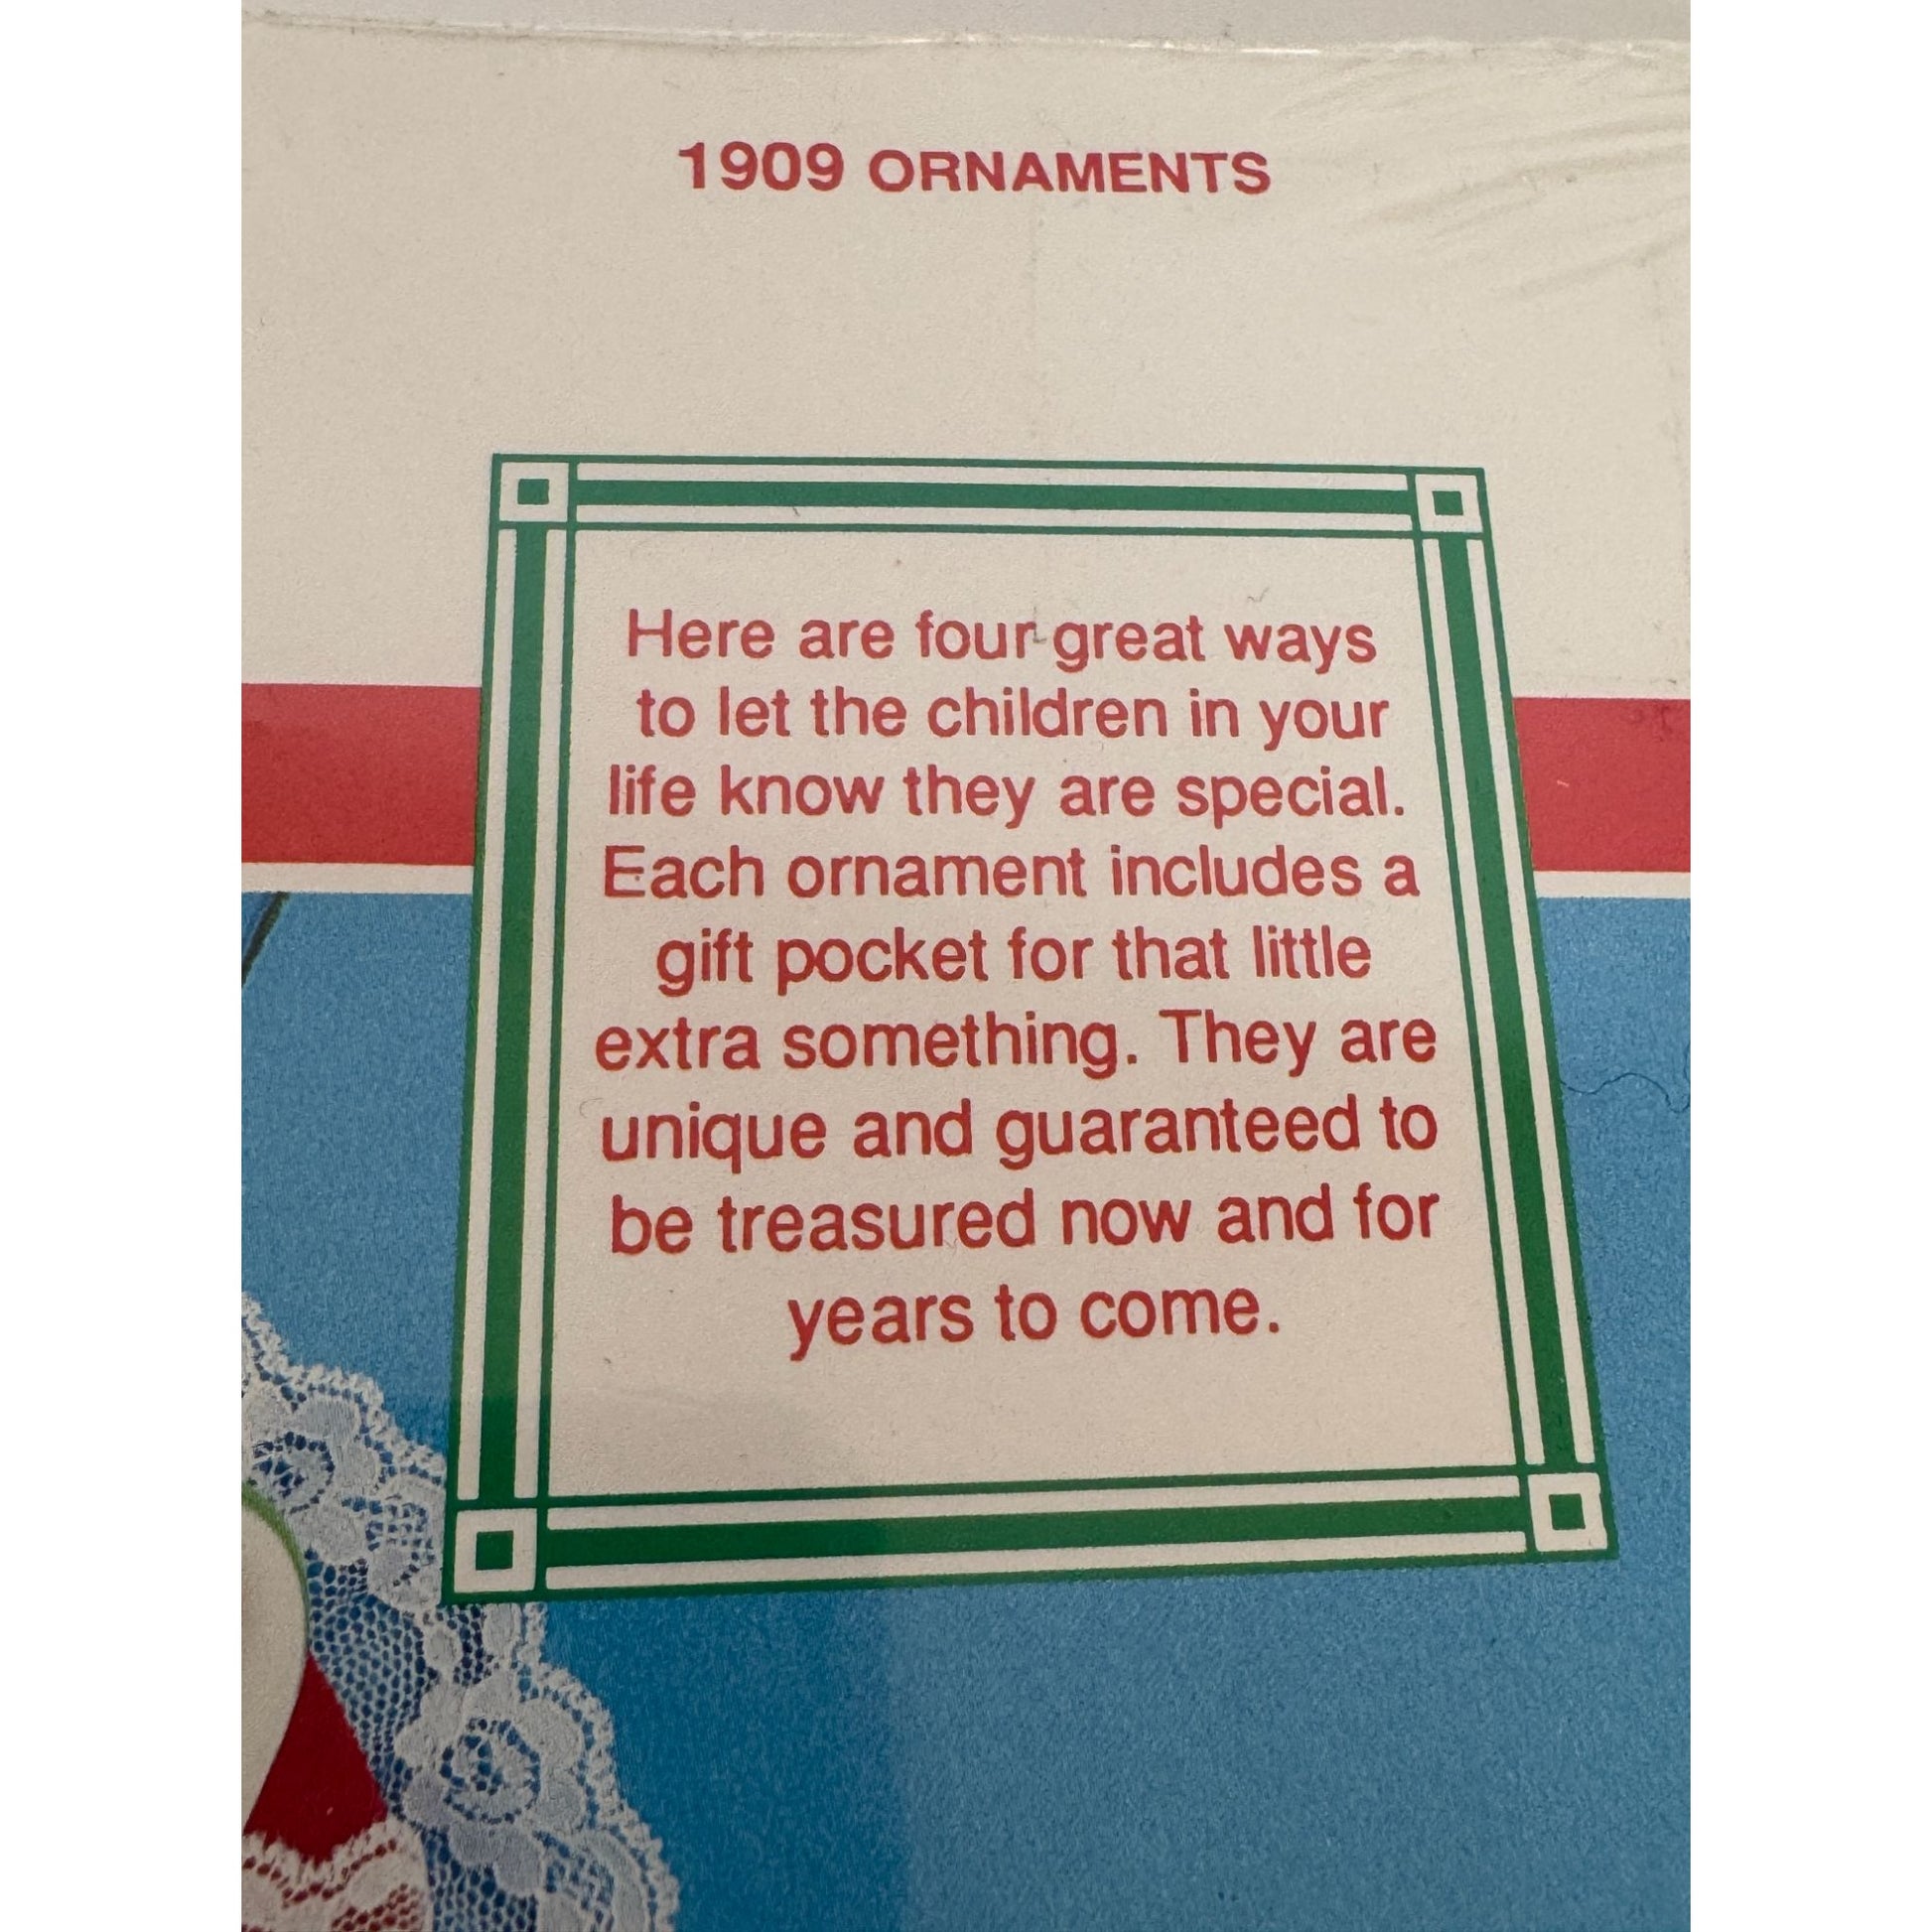 1909 ORNAMENTS
Here are four great ways
to let the children in your
life know they are special.
Each ornament includes a
gift pocket for that little
extra something. They are
unique and guaranteed to
be treasured now and for
years to come.